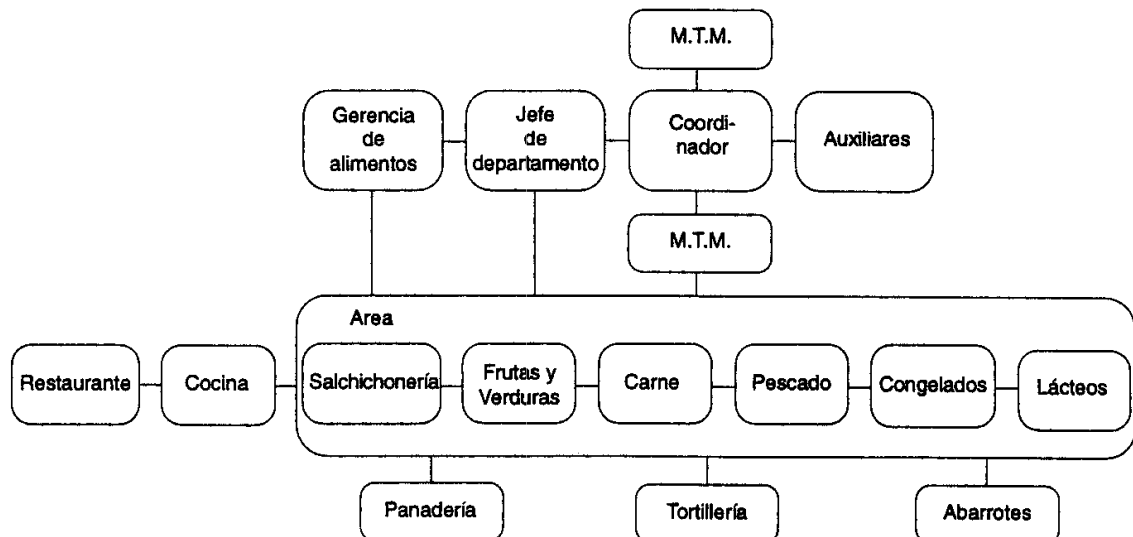 M.T.M.
Gerencia
de
alimentos
Jefe
de
departamento
Coordi-
nador
Auxiliares
M.T.M.
Area
Restaurante
Cocina
Salchichonería
Frutas y
Verduras
Carne
Pescado
Congelados
Lácteos
Panadería
Tortillería
Abarrotes